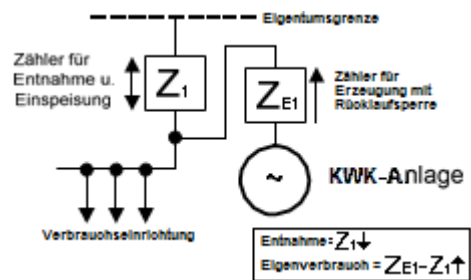 Eigentumsgrenze
Zähler für
Entnahme u.
Einspeisung
Z1
ZE1
Zähler für
Erzeugung mit
Rücklaufsperre
~
KWK-Anlage
Verbrauchseinrichtung
Entnahme=Z1↓
Eigenverbrauch = ZE1-Z1↑